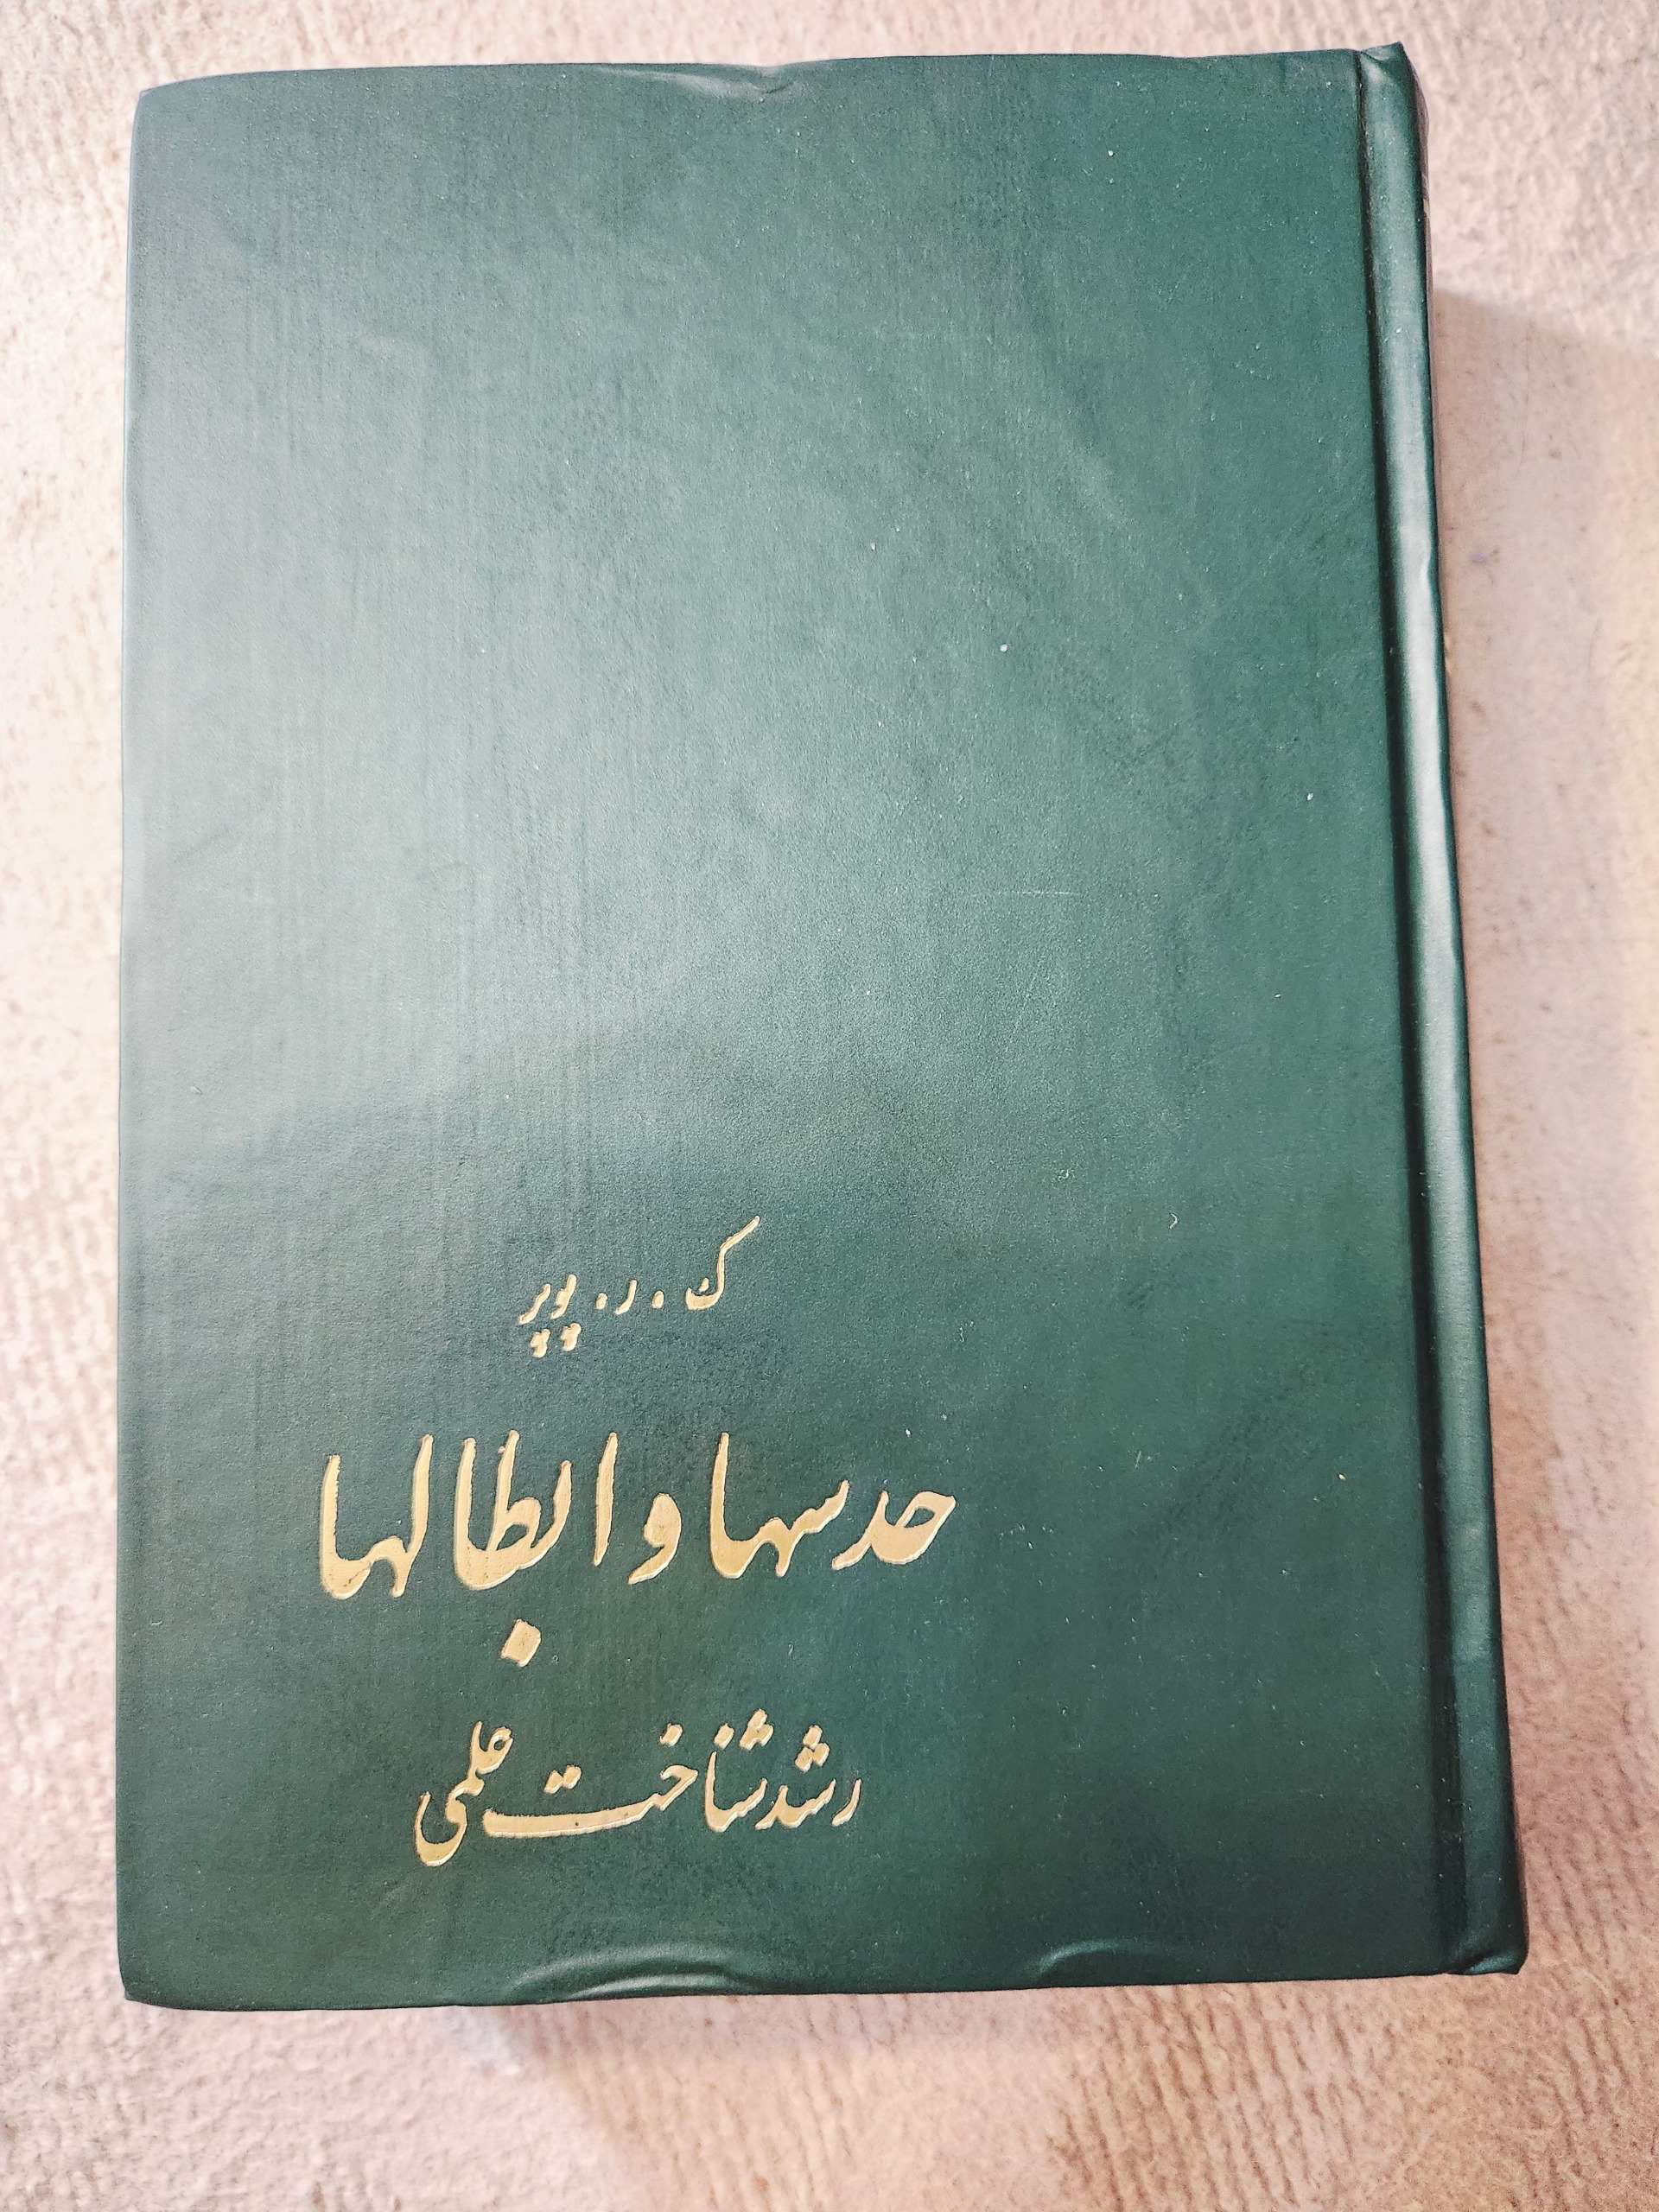 ک. ر. پوپر
حدسها و ابطالها
رشد شناخت علمی